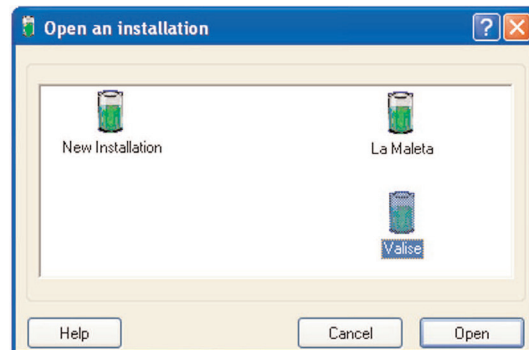 Open an installation
New Installation
La Maleta
Valise
Help
Cancel
Open